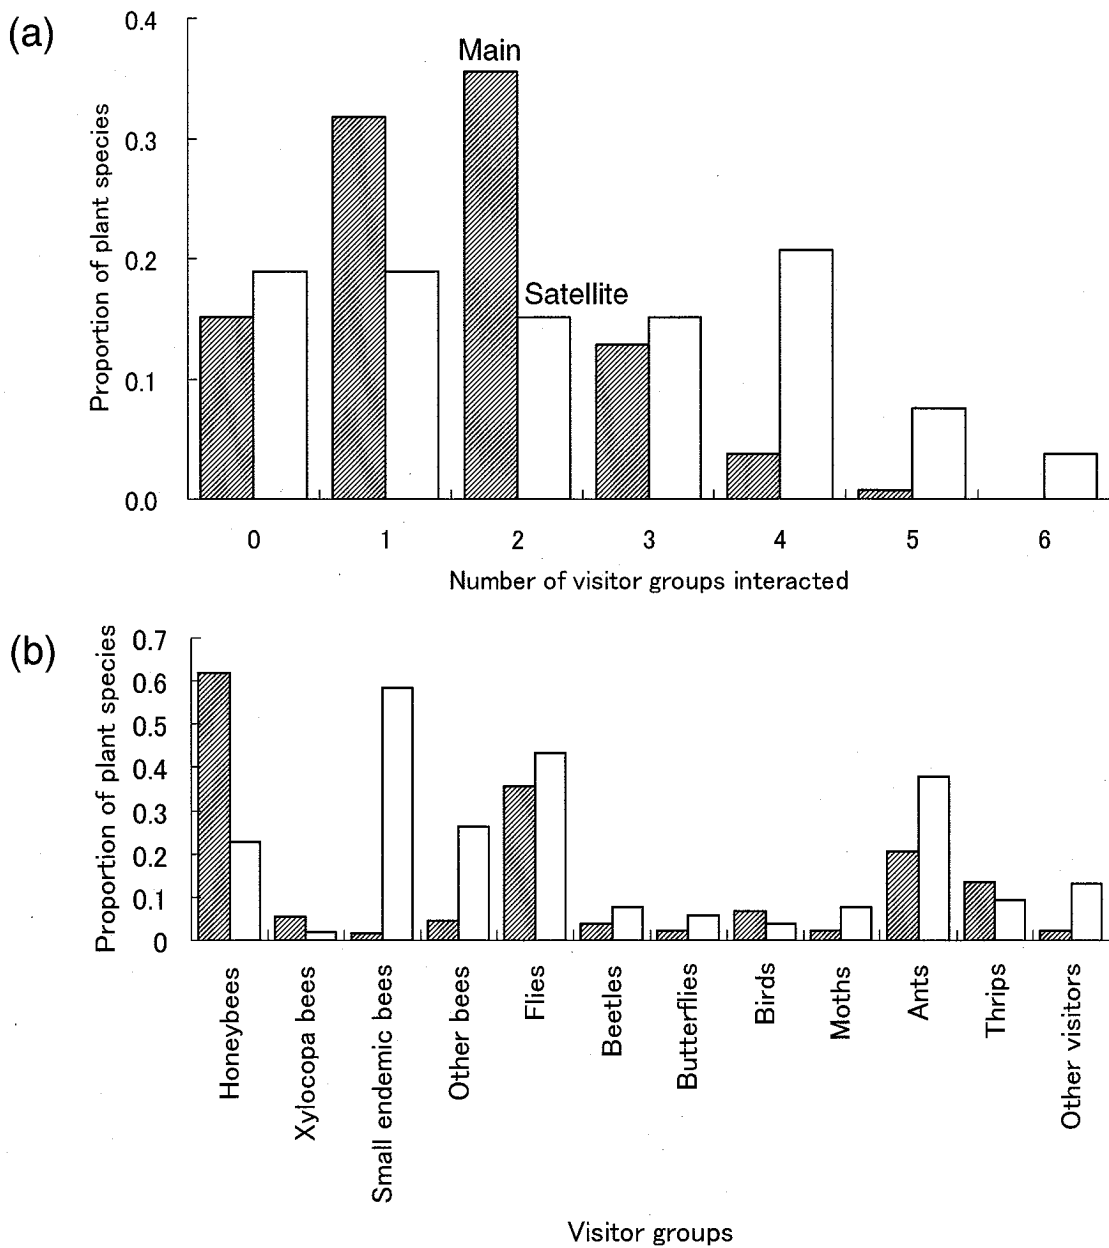 (a)
0.4
0.3
0.2
0.1
0.0
Proportion of plant species
Main
Satellite
0 1 2 3 4 5 6
Number of visitor groups interacted
(b)
0.7
0.6
0.5
0.4
0.3
0.2
0.1
0
Proportion of plant species
Honeybees
Xylocopa bees
Small endemic bees
Other bees
Flies
Beetles
Butterflies
Birds
Moths
Ants
Thrips
Other visitors
Visitor groups